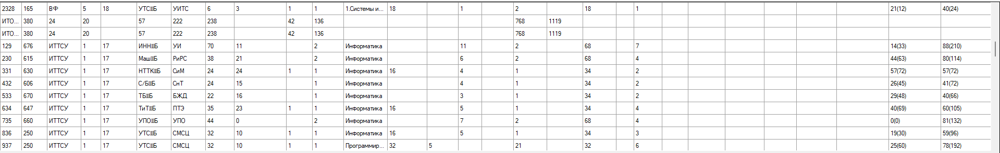 2328 165 ВФ 5 18 УТСШБ УИТС 6 3 1 1 1.Системы и... 18 1 2 18 1 21(12) 40(24)
ИТО... 380 24 20 57 222 238 42 136 768 1119
ИТО... 380 24 20 57 222 238 42 136 768 1119
129 676 ИТТСУ 1 17 ИННШБ УИ 70 11 2 Информатика 11 2 68 7 14(33) 88(210)
230 615 ИТТСУ 1 17 МашШБ РиРС 38 21 2 Информатика 6 2 68 4 44(63) 80(114)
331 630 ИТТСУ 1 17 НТТКШБ СиМ 24 24 1 1 Информатика 16 4 1 34 2 57(72) 57(72)
432 606 ИТТСУ 1 17 С/БШБ СнТ 24 15 1 Информатика 4 1 34 2 26(45) 41(72)
533 670 ИТТСУ 1 17 ТБШБ БЖД 22 16 1 Информатика 3 1 34 2 29(48) 40(66)
634 647 ИТТСУ 1 17 ТиТШБ ПТЭ 35 23 1 1 Информатика 16 5 1 34 4 40(69) 60(105)
735 660 ИТТСУ 1 17 УПОШБ УПО 44 0 2 Информатика 7 2 68 4 0(0) 81(132)
836 250 ИТТСУ 1 17 УТСШБ СМСЦ 32 10 1 1 Информатика 16 5 1 34 3 19(30) 59(96)
937 250 ИТТСУ 1 17 УТСШБ СМСЦ 32 10 1 1 Программир... 32 5 21 32 6 25(60) 78(192)